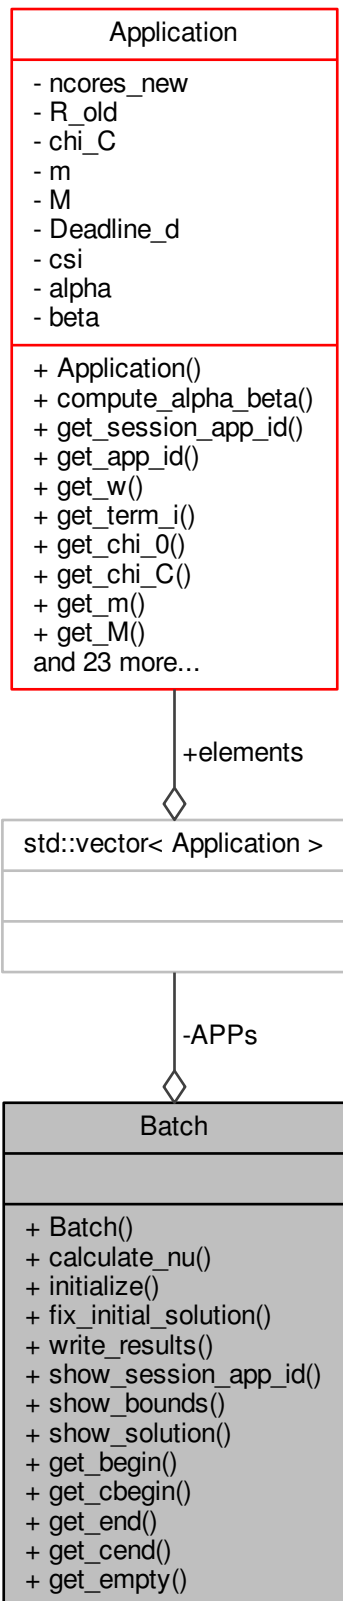 Application
- ncores_new
- R_old
- chi_C
- m
- M
- Deadline_d
- csi
- alpha
- beta
+ Application()
+ compute_alpha_beta()
+ get_session_app_id()
+ get_app_id()
+ get_w()
+ get_term_i()
+ get_chi_0()
+ get_chi_C()
+ get_m()
+ get_M()
and 23 more...
+elements
std::vector< Application >
-APPs
Batch
+ Batch()
+ calculate_nu()
+ initialize()
+ fix_initial_solution()
+ write_results()
+ show_session_app_id()
+ show_bounds()
+ show_solution()
+ get_begin()
+ get_cbegin()
+ get_end()
+ get_cend()
+ get_empty()